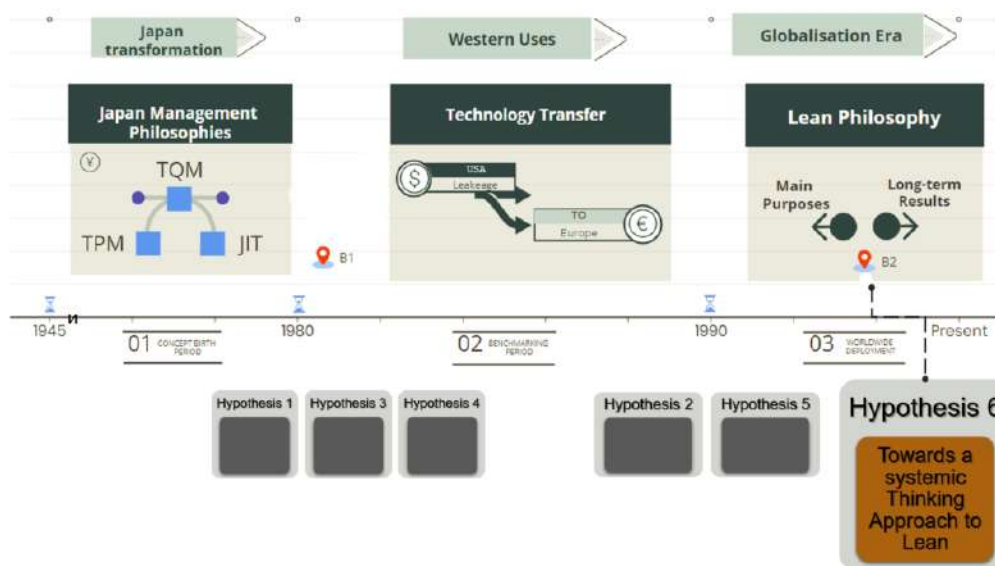 Japan
transformation
Western Uses
Globalisation Era
Japan Management
Philosophies
Technology Transfer
Lean Philosophy
¥
TQM
TPM
JIT
B1
$
USA
Leakeage
TO
Europe
€
Main
Purposes
Long-term
Results
B2
1945
1980
1990
Present
01
CONCEPT BIRTH
PERIOD
02
BENCHMARKING
PERIOD
03
WORLDWIDE
DEPLOYMENT
Hypothesis 1
Hypothesis 3
Hypothesis 4
Hypothesis 2
Hypothesis 5
Hypothesis 6
Towards a
systemic
Thinking
Approach to
Lean